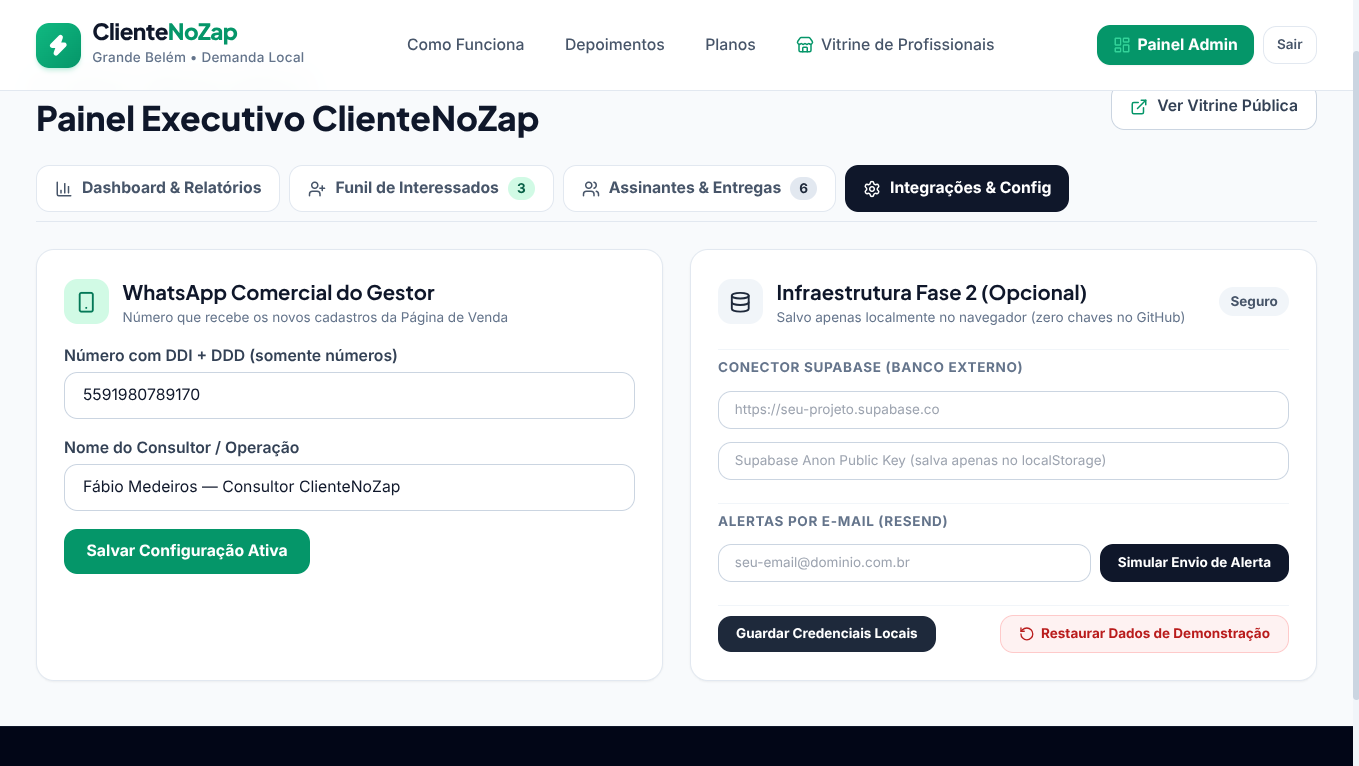 ClienteNoZap
Grande Belém • Demanda Local
Como Funciona
Depoimentos
Planos
Vitrine de Profissionais
Painel Admin
Sair
Painel Executivo ClienteNoZap
Ver Vitrine Pública
Dashboard & Relatórios
Funil de Interessados 3
Assinantes & Entregas 6
Integrações & Config
WhatsApp Comercial do Gestor
Número que recebe os novos cadastros da Página de Venda
Número com DDI + DDD (somente números)
5591980789170
Nome do Consultor / Operação
Fábio Medeiros — Consultor ClienteNoZap
Salvar Configuração Ativa
Infraestrutura Fase 2 (Opcional)
Salvo apenas localmente no navegador (zero chaves no GitHub)
Seguro
CONECTOR SUPABASE (BANCO EXTERNO)
https://seu-projeto.supabase.co
Supabase Anon Public Key (salva apenas no localStorage)
ALERTAS POR E-MAIL (RESEND)
seu-email@dominio.com.br
Simular Envio de Alerta
Guardar Credenciais Locais
Restaurar Dados de Demonstração